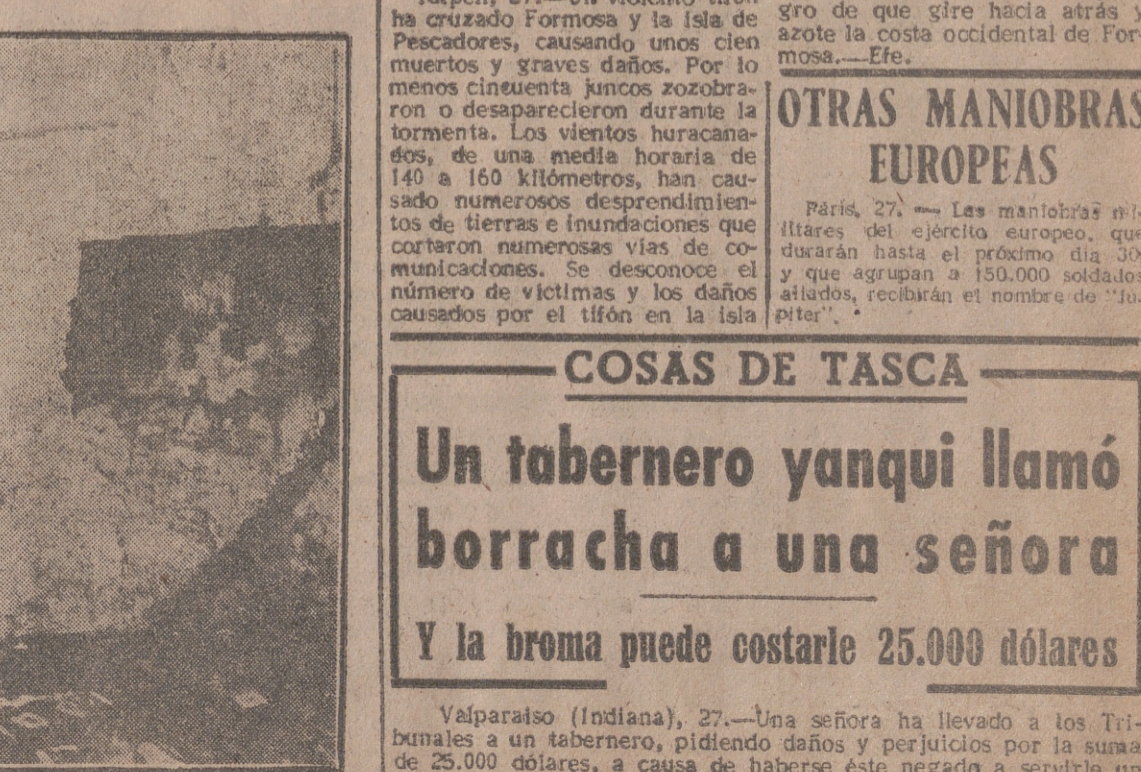 ha cruzado Formosa y la Isla de
Pescadores, causando unos cien
muertos y graves daños. Por lo
menos cincuenta juncos zozobra-
ron o desaparecieron durante la
tormenta. Los vientos huracana-
dos, de una media horaria de
140 a 160 kilómetros, han cau-
sado numerosos desprendimien-
tos de tierras e inundaciones que
cortaron numerosas vías de co-
municaciones. Se desconoce el
número de víctimas y los daños
causados por el tifón en la isla
gro de que gire hacia atrás y
azote la costa occidental de For-
mosa.—Efe.
OTRAS MANIOBRAS
EUROPEAS
París, 27. — Las maniobras mi-
litares del ejército europeo, que
durarán hasta el próximo día 30
y que agrupan a 150.000 soldados
aliados, recibirán el nombre de "Jú-
piter".
COSAS DE TASCA
Un tabernero yanqui llamó
borracha a una señora
Y la broma puede costarle 25.000 dólares
Valparaíso (Indiana), 27.—Una señora ha llevado a los Tri-
bunales a un tabernero, pidiendo daños y perjuicios por la suma
de 25.000 dólares, a causa de haberse éste negado a servirle un